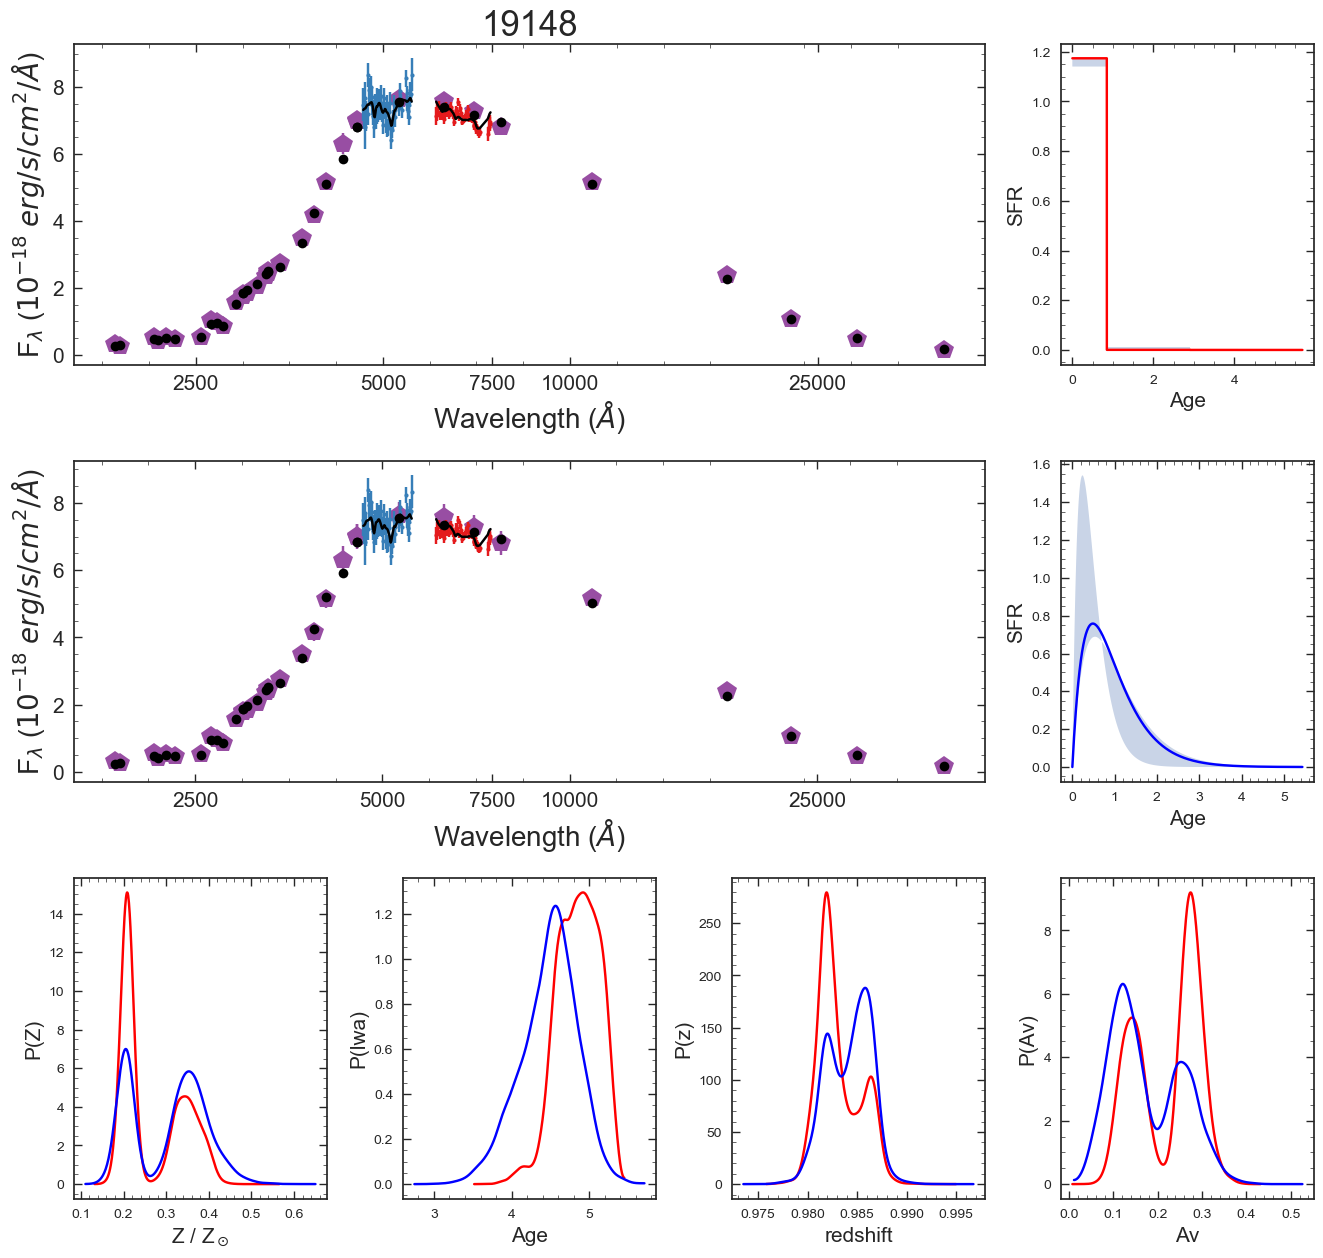 19148
F_λ (10^−18 erg/s/cm^2/Å)
8
6
4
2
0
2500 5000 7500 10000 25000
Wavelength (Å)
SFR
1.2
1.0
0.8
0.6
0.4
0.2
0.0
0 2 4
Age
F_λ (10^−18 erg/s/cm^2/Å)
8
6
4
2
0
2500 5000 7500 10000 25000
Wavelength (Å)
SFR
1.6
1.4
1.2
1.0
0.8
0.6
0.4
0.2
0.0
0 1 2 3 4 5
Age
P(Z)
14
12
10
8
6
4
2
0
0.1 0.2 0.3 0.4 0.5 0.6
Z / Z_⊙
P(lwa)
1.2
1.0
0.8
0.6
0.4
0.2
0.0
3 4 5
Age
P(z)
250
200
150
100
50
0
0.975 0.980 0.985 0.990 0.995
redshift
P(Av)
8
6
4
2
0
0.0 0.1 0.2 0.3 0.4 0.5
Av